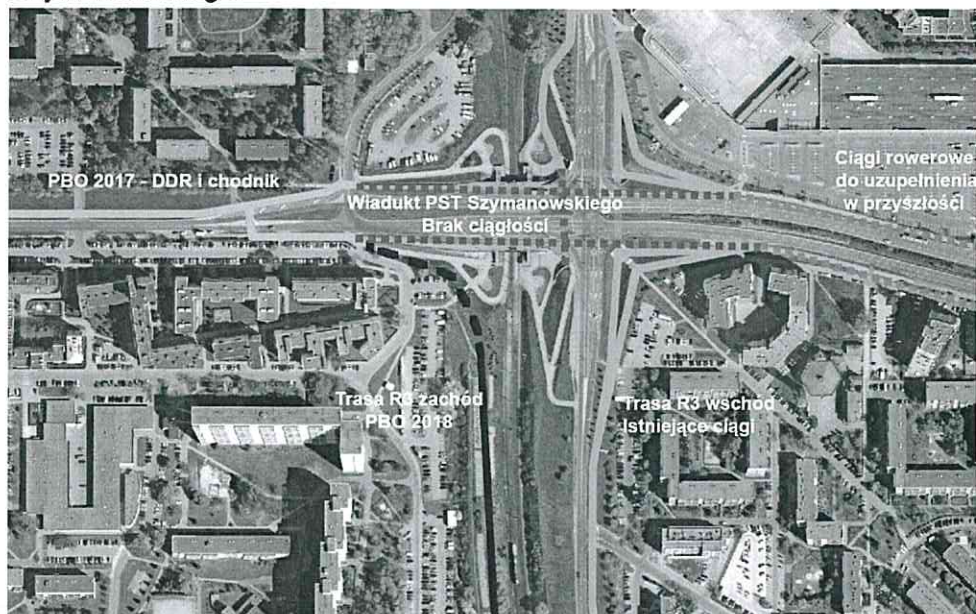 PBO 2017 - DDR i chodnik
Ciągi rowerowe
do uzupełnienia
w przyszłości
Wiadukt PST Szymanowskiego
Brak ciągłości
Trasa R3 zachód
PBO 2018
Trasa R3 wschód
Istniejące ciągi